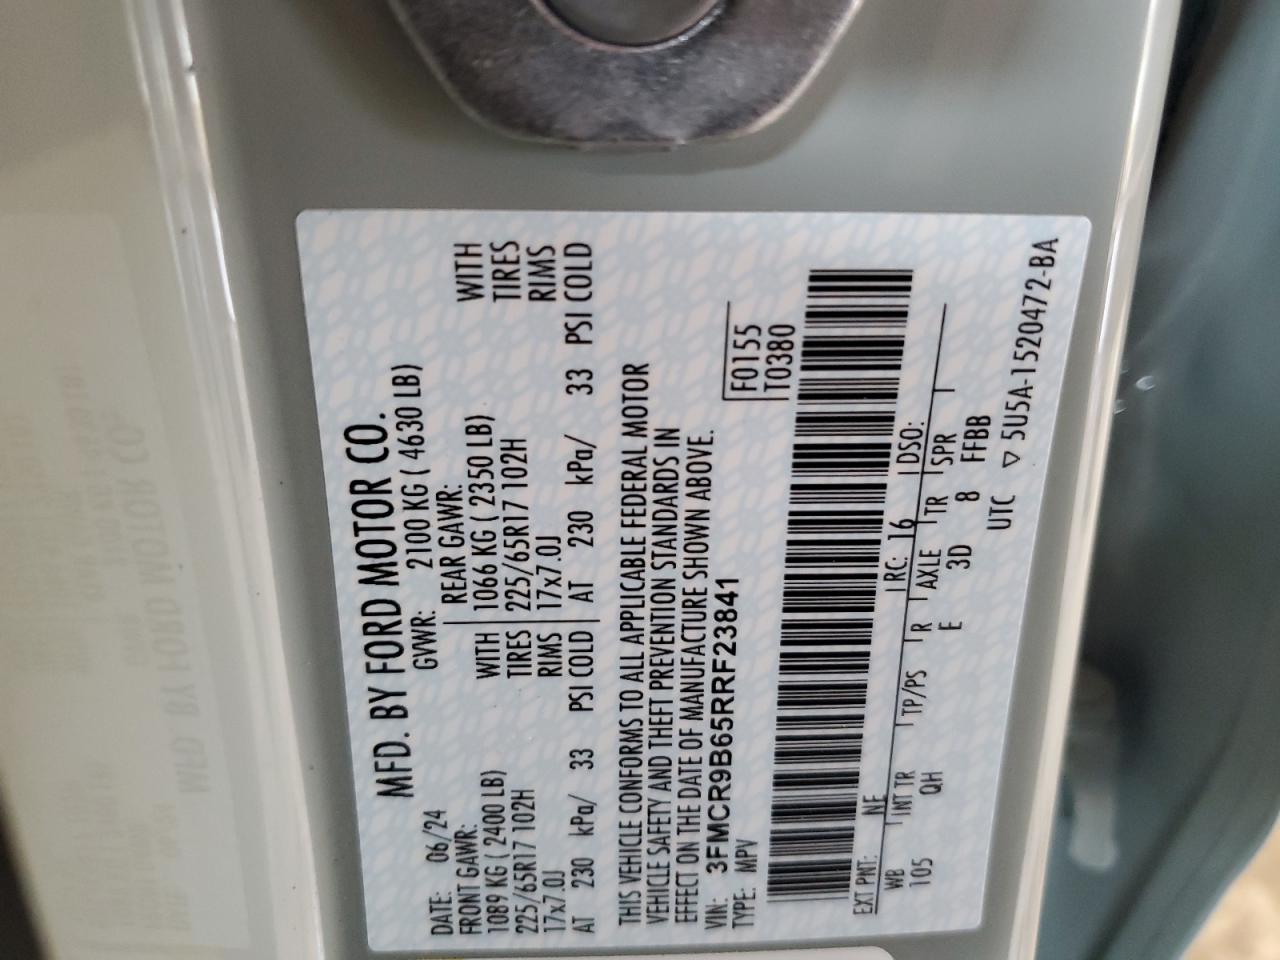 MFD. BY FORD MOTOR CO.
DATE: 06/24 GVWR: 2100 KG ( 4630 LB)
FRONT GAWR: REAR GAWR:
1089 KG ( 2400 LB) WITH 1066 KG ( 2350 LB) WITH
225/65R17 102H TIRES 225/65R17 102H TIRES
17x7.0J RIMS 17x7.0J RIMS
AT 230 kPa/ 33 PSI COLD AT 230 kPa/ 33 PSI COLD
THIS VEHICLE CONFORMS TO ALL APPLICABLE FEDERAL MOTOR
VEHICLE SAFETY AND THEFT PREVENTION STANDARDS IN
EFFECT ON THE DATE OF MANUFACTURE SHOWN ABOVE.
VIN: 3FMCR9B65RRF23841 F0155
TYPE: MPV T0380
EXT PNT: NE RC: 16 DSO:
WB INT TR TP/PS R AXLE TR SPR
105 QH E 3D 8 FFBB
UTC ▽ 5U5A-1520472-BA